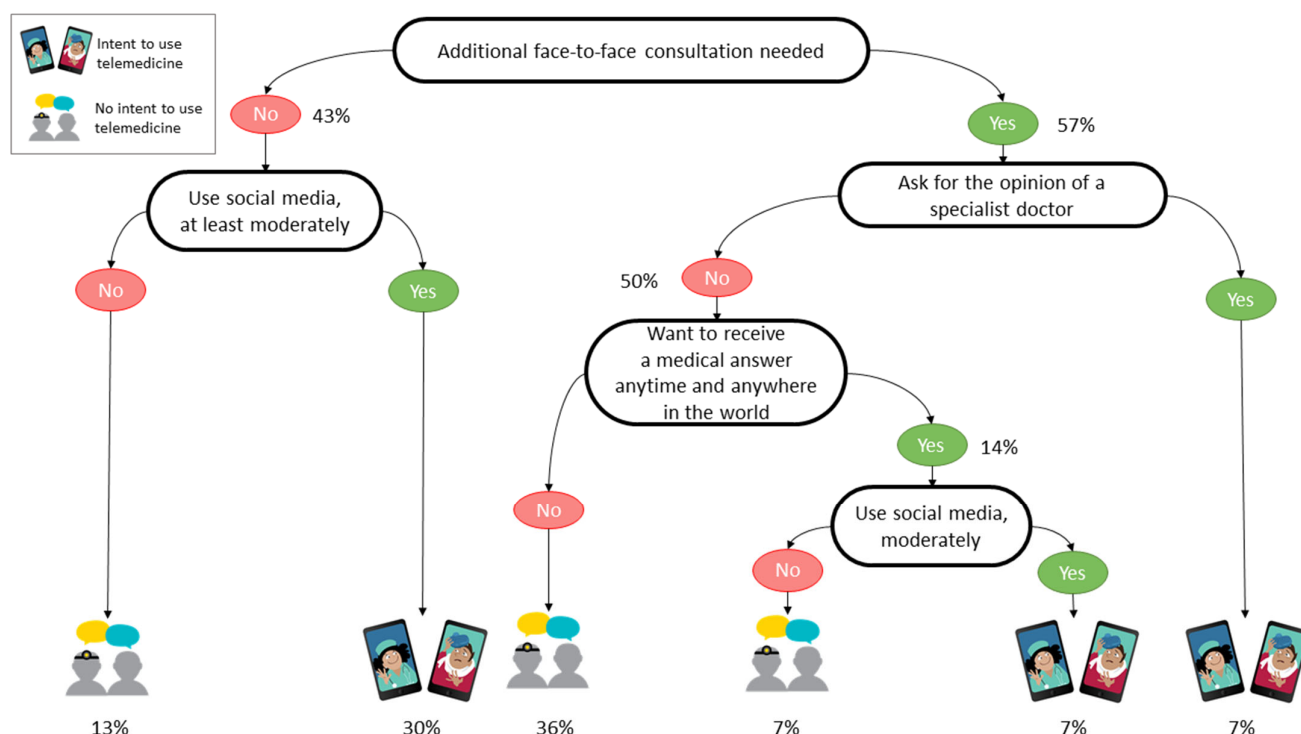 Intent to use
telemedicine
No intent to use
telemedicine
Additional face-to-face consultation needed
No
43%
Yes
57%
Use social media,
at least moderately
Ask for the opinion of a
specialist doctor
No
Yes
50%
No
Yes
Want to receive
a medical answer
anytime and anywhere
in the world
Yes
14%
No
Use social media,
moderately
No
Yes
13%
30%
36%
7%
7%
7%